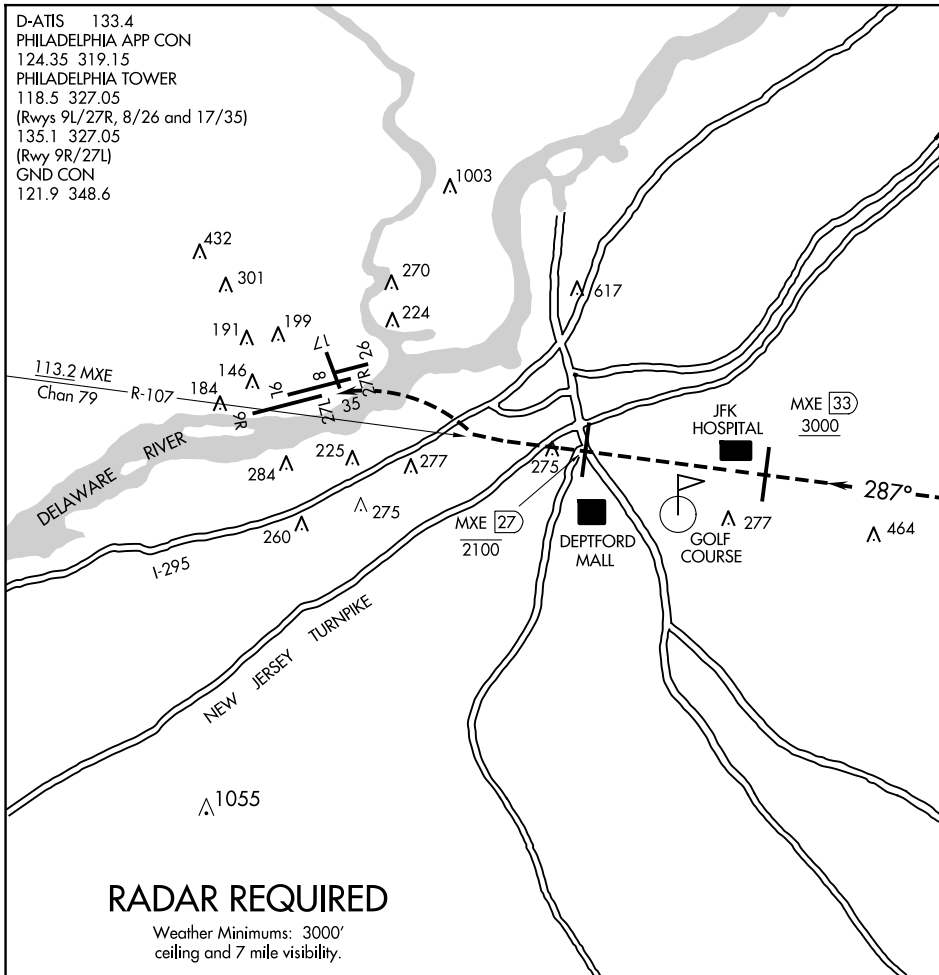 D-ATIS 133.4
PHILADELPHIA APP CON
124.35 319.15
PHILADELPHIA TOWER
118.5 327.05
(Rwys 9L/27R, 8/26 and 17/35)
135.1 327.05
(Rwy 9R/27L)
GND CON
121.9 348.6
1003
432
301
270
617
199
224
191
17
26
113.2 MXE
Chan 79
R-107
146
8
27R
184
9L
35
27L
9R
JFK
HOSPITAL
MXE 33
3000
DELAWARE RIVER
225
284
277
275
287°
275
MXE 27
2100
260
DEPTFORD
MALL
GOLF
COURSE
277
464
I-295
NEW JERSEY TURNPIKE
1055
RADAR REQUIRED
Weather Minimums: 3000'
ceiling and 7 mile visibility.